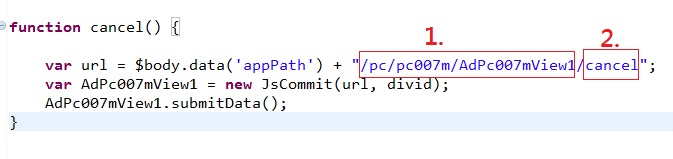 1.
2.
function cancel() {
var url = $body.data('appPath') + "/pc/pc007m/AdPc007mView1/cancel";
var AdPc007mView1 = new JsCommit(url, divid);
AdPc007mView1.submitData();
}